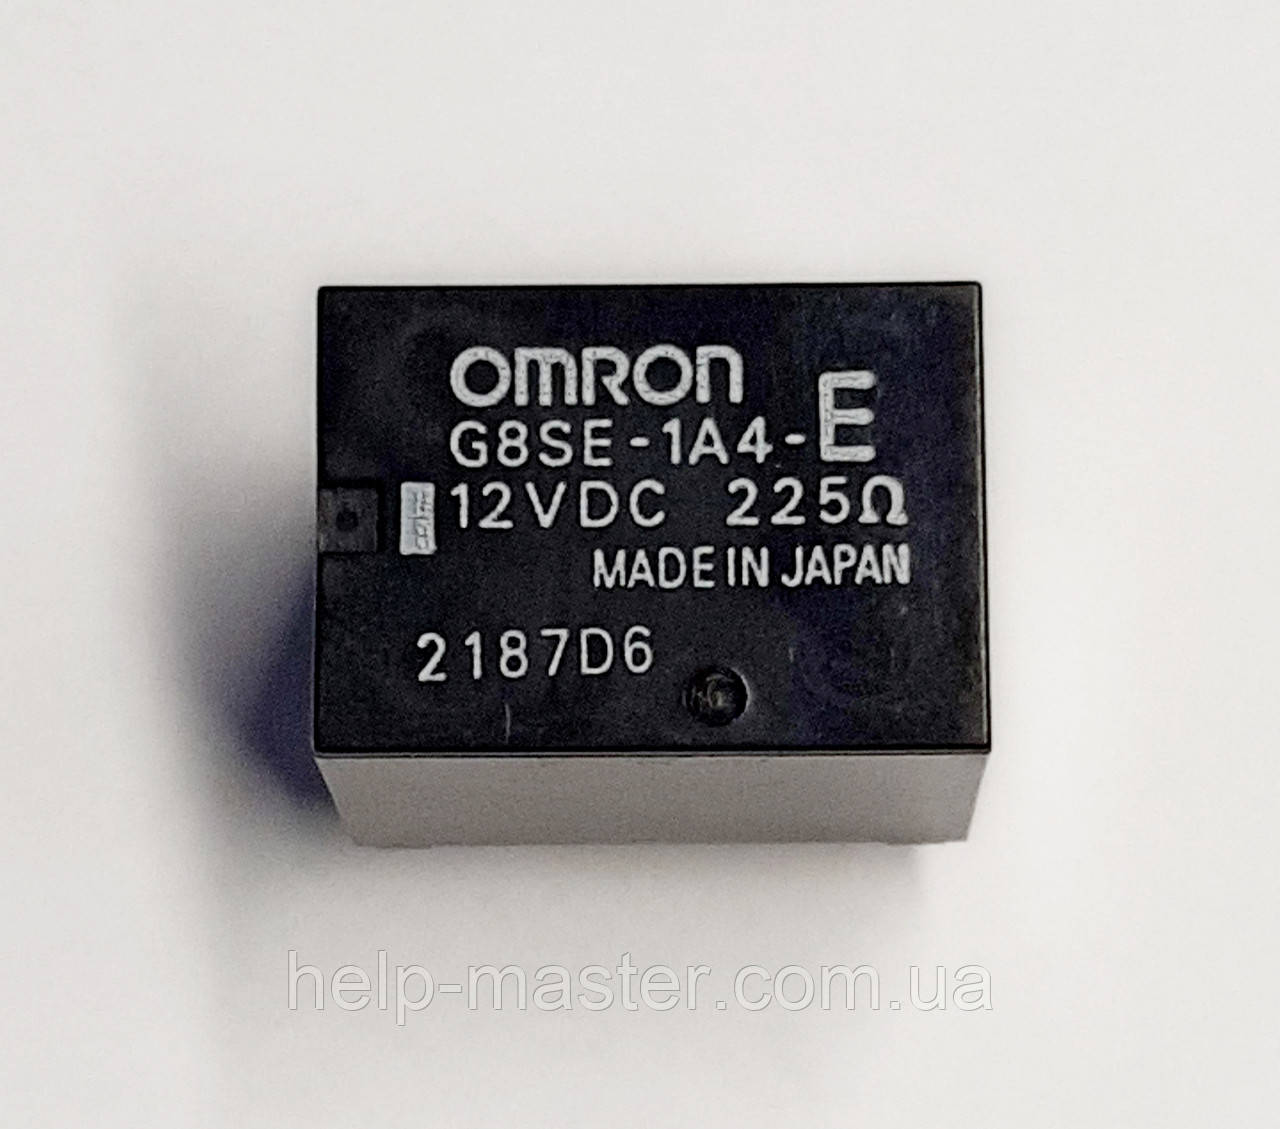 OMRON
G8SE-1A4-E
12VDC 225Ω
MADE IN JAPAN
2187D6
help-master.com.ua